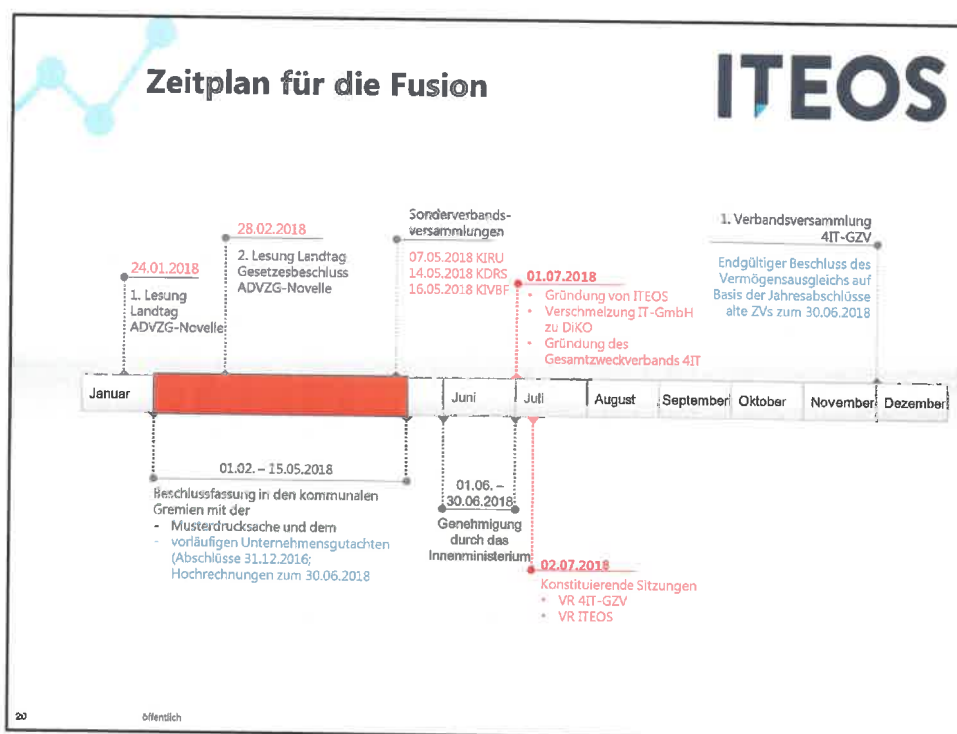 Zeitplan für die Fusion
ITEOS
24.01.2018
1. Lesung
Landtag
ADVZG-Novelle
28.02.2018
2. Lesung Landtag
Gesetzesbeschluss
ADVZG-Novelle
Sonderverbands-
versammlungen
07.05.2018 KIRU
14.05.2018 KDRS
16.05.2018 KIVBF
01.07.2018
• Gründung von ITEOS
• Verschmelzung IT-GmbH
zu DiKO
• Gründung des
Gesamtzweckverbands 4IT
1. Verbandsversammlung
4IT-GZV
Endgültiger Beschluss des
Vermögensausgleichs auf
Basis der Jahresabschlüsse
alte ZVs zum 30.06.2018
Januar
Juni
Juli
August
September
Oktober
November
Dezember
01.02. – 15.05.2018
Beschlussfassung in den kommunalen
Gremien mit der
- Musterdrucksache und dem
- vorläufigen Unternehmensgutachten
(Abschlüsse 31.12.2016;
Hochrechnungen zum 30.06.2018
01.06. –
30.06.2018
Genehmigung
durch das
Innenministerium
02.07.2018
Konstituierende Sitzungen
• VR 4IT-GZV
• VR ITEOS
20
öffentlich